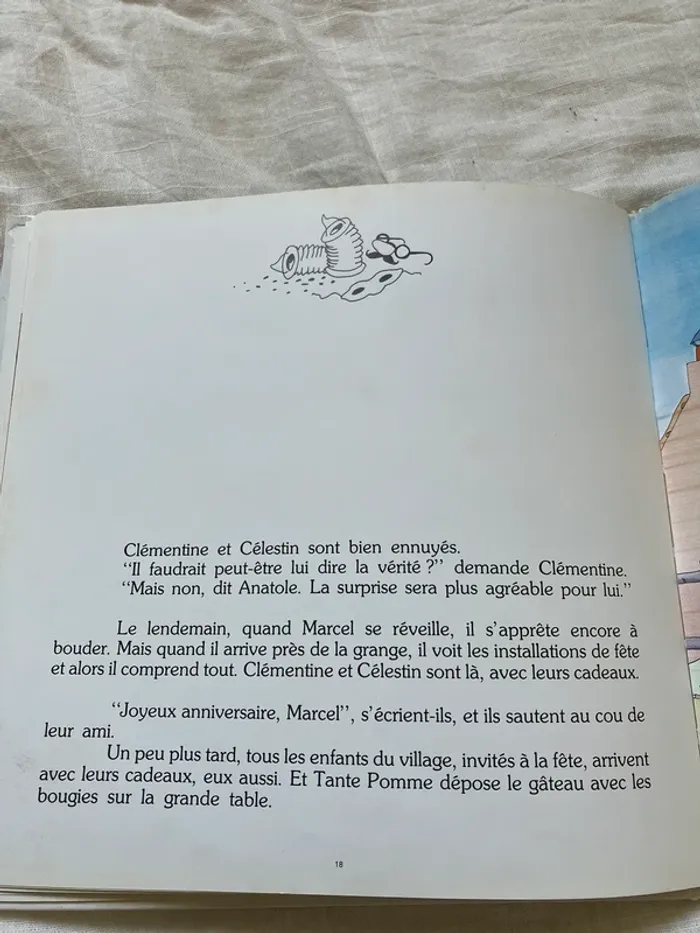 Clémentine et Célestin sont bien ennuyés.
"Il faudrait peut-être lui dire la vérité ?" demande Clémentine.
"Mais non, dit Anatole. La surprise sera plus agréable pour lui."
Le lendemain, quand Marcel se réveille, il s'apprête encore à
bouder. Mais quand il arrive près de la grange, il voit les installations de fête
et alors il comprend tout. Clémentine et Célestin sont là, avec leurs cadeaux.
"Joyeux anniversaire, Marcel", s'écrient-ils, et ils sautent au cou de
leur ami.
Un peu plus tard, tous les enfants du village, invités à la fête, arrivent
avec leurs cadeaux, eux aussi. Et Tante Pomme dépose le gâteau avec les
bougies sur la grande table.
18